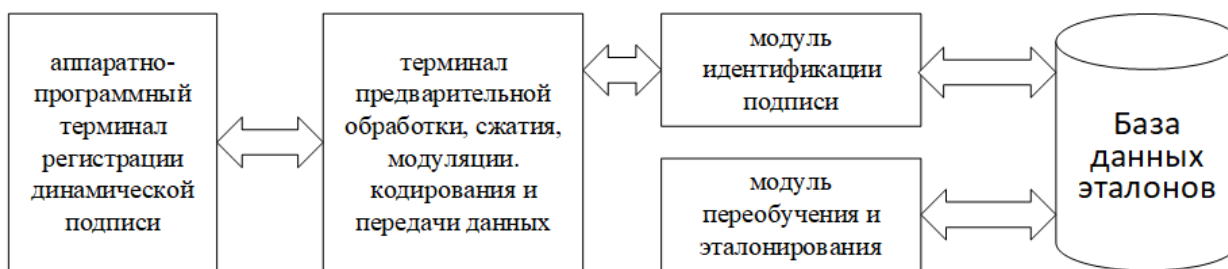 аппаратно-
программный
терминал
регистрации
динамической
подписи
терминал
предварительной
обработки, сжатия,
модуляции.
кодирования и
передачи данных
модуль
идентификации
подписи
модуль
переобучения и
эталонирования
База
данных
эталонов